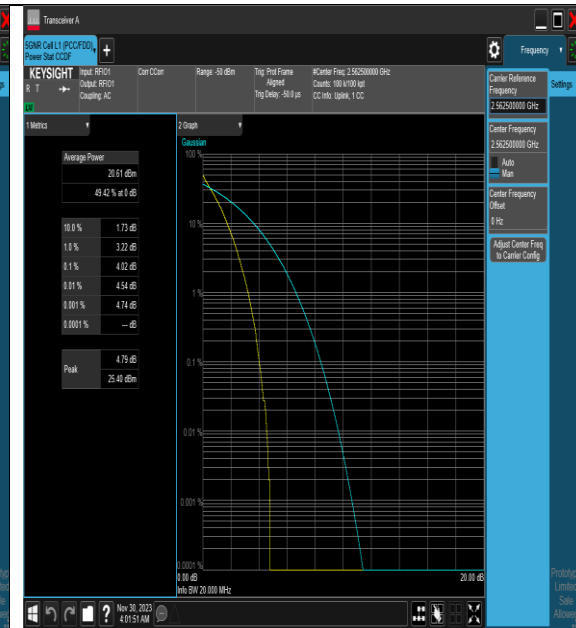 Transceiver A
5GNR Cell L1 (PCC/FDD),
Power Stat CCDF
Frequency
KEYSIGHT
R T
LXI
Input: RFIO1
Output: RFIO1
Coupling: AC
Corr CCorr
Range: -50 dBm
Trig: Prot Frame
Aligned
Trig Delay: -50.0 µs
#Center Freq: 2.562500000 GHz
Counts: 100 k/100 kpt
CC Info: Uplink, 1 CC
Carrier Reference
Frequency
2.562500000 GHz
Settings
1 Metrics
2 Graph
Center Frequency
2.562500000 GHz
Auto
Man
Center Frequency
Offset
0 Hz
Adjust Center Freq
to Carrier Config
Average Power
20.61 dBm
49.42 % at 0 dB
10.0 % 1.73 dB
1.0 % 3.22 dB
0.1 % 4.02 dB
0.01 % 4.54 dB
0.001 % 4.74 dB
0.0001 % --- dB
Peak
4.79 dB
25.40 dBm
Gaussian
100 %
10 %
1 %
0.1 %
0.01 %
0.001 %
0.0001 %
0.00 dB
20.00 dB
Info BW 20.000 MHz
?
Nov 30, 2023
4:01:51 AM
Limited
Sale